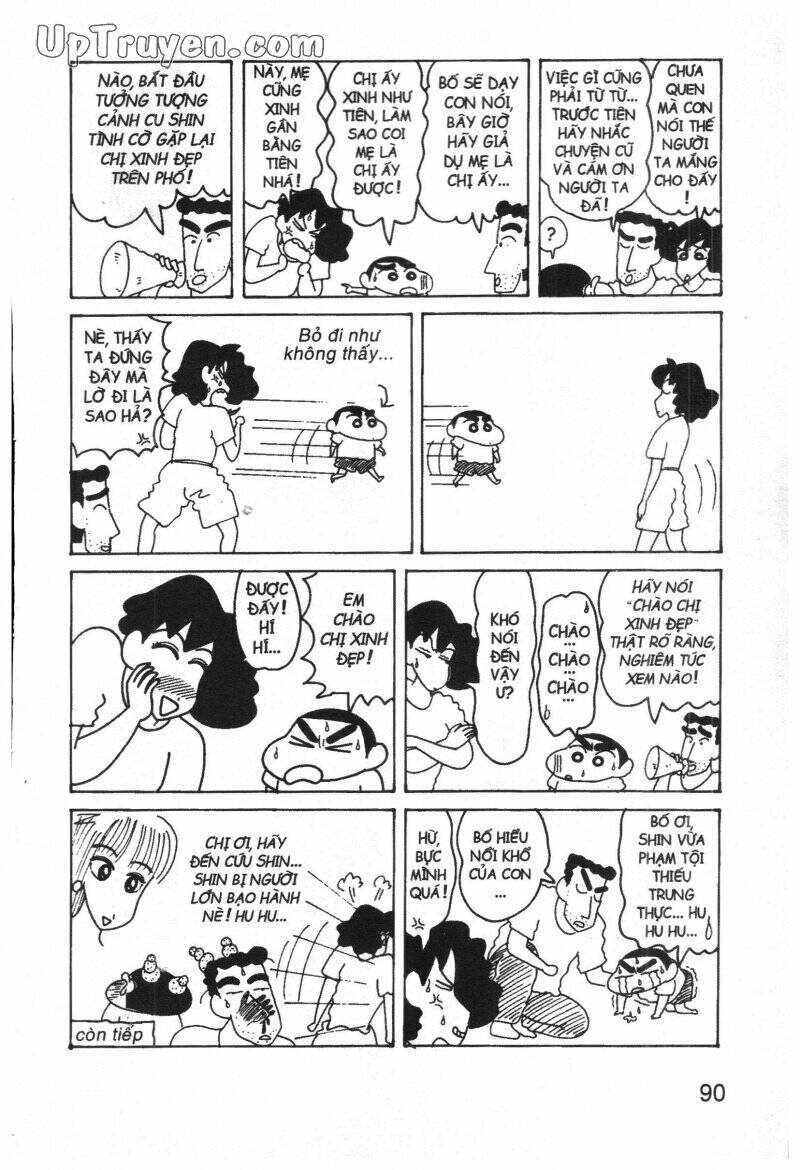 UpTruyen.com
CHƯA
QUEN
MÀ CON
NÓI THẾ
NGƯỜI
TA MẮNG
CHO ĐẤY
!
VIỆC GÌ CŨNG
PHẢI TỪ TỪ...
TRƯỚC TIÊN
HÃY NHẮC
CHUYỆN CŨ
VÀ CẢM ƠN
NGƯỜI TA
ĐÃ!
?
BỐ SẼ DẠY
CON NÓI,
BÂY GIỜ
HÃY GIẢ
DỤ MẸ LÀ
CHỊ ẤY...
CHỊ ẤY
XINH NHƯ
TIÊN, LÀM
SAO COI
MẸ LÀ
CHỊ ẤY
ĐƯỢC!
NÀY, MẸ
CŨNG
XINH
GẦN
BẰNG
TIÊN
NHÁ!
NÀO, BẮT ĐẦU
TƯỞNG TƯỢNG
CẢNH CU SHIN
TÌNH CỜ GẶP LẠI
CHỊ XINH ĐẸP
TRÊN PHỐ!
Bỏ đi như
không thấy...
NÈ, THẤY
TA ĐỨNG
ĐÂY MÀ
LỜ ĐI LÀ
SAO HẢ?
HÃY NÓI
"CHÀO CHỊ
XINH ĐẸP"
THẬT RÕ RÀNG,
NGHIÊM TÚC
XEM NÀO!
CHÀO
...
CHÀO
...
CHÀO
...
KHÓ
NÓI
ĐẾN
VẬY
Ư?
EM
CHÀO
CHỊ XINH
ĐẸP!
ĐƯỢC
ĐẤY!
HÍ
HÍ...
BỐ ƠI,
SHIN VỪA
PHẠM TỘI
THIẾU
TRUNG
THỰC... HU
HU HU...
BỐ HIỂU
NỖI KHỔ
CỦA CON
...
HỪ,
BỰC
MÌNH
QUÁ!
CHỊ ƠI, HÃY
ĐẾN CỨU SHIN...
SHIN BỊ NGƯỜI
LỚN BẠO HÀNH
NÈ! HU HU...
còn tiếp
90